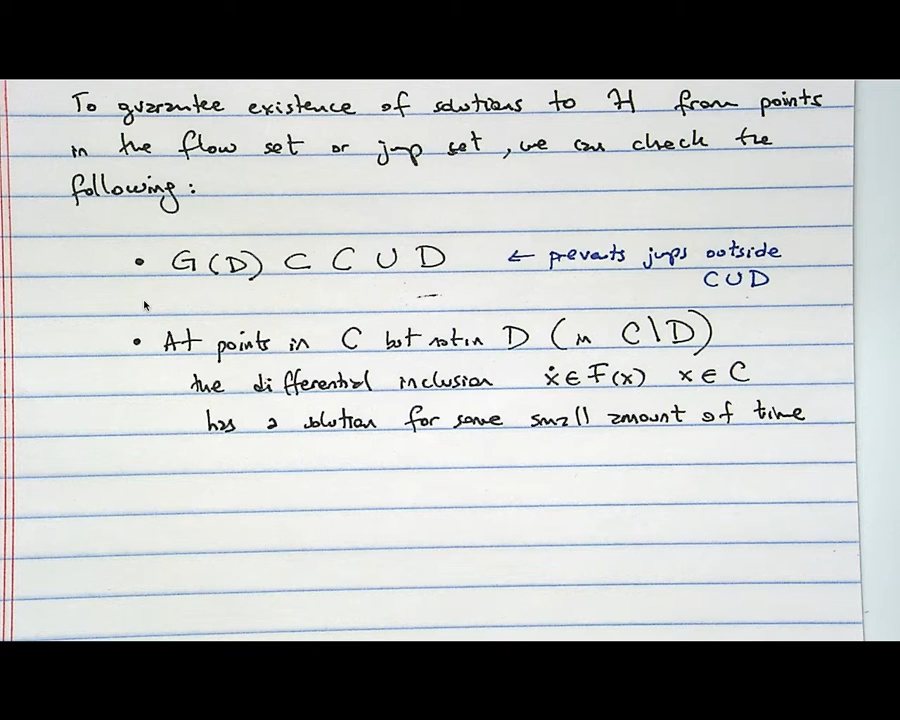 To guarantee existence of solutions to H from points
in the flow set or jump set, we can check the
following:
• G(D) ⊂ C ∪ D ← prevents jumps outside
C ∪ D
• At points in C but not in D (in C\D)
the differential inclusion ẋ ∈ F(x) x ∈ C
has a solution for some small amount of time